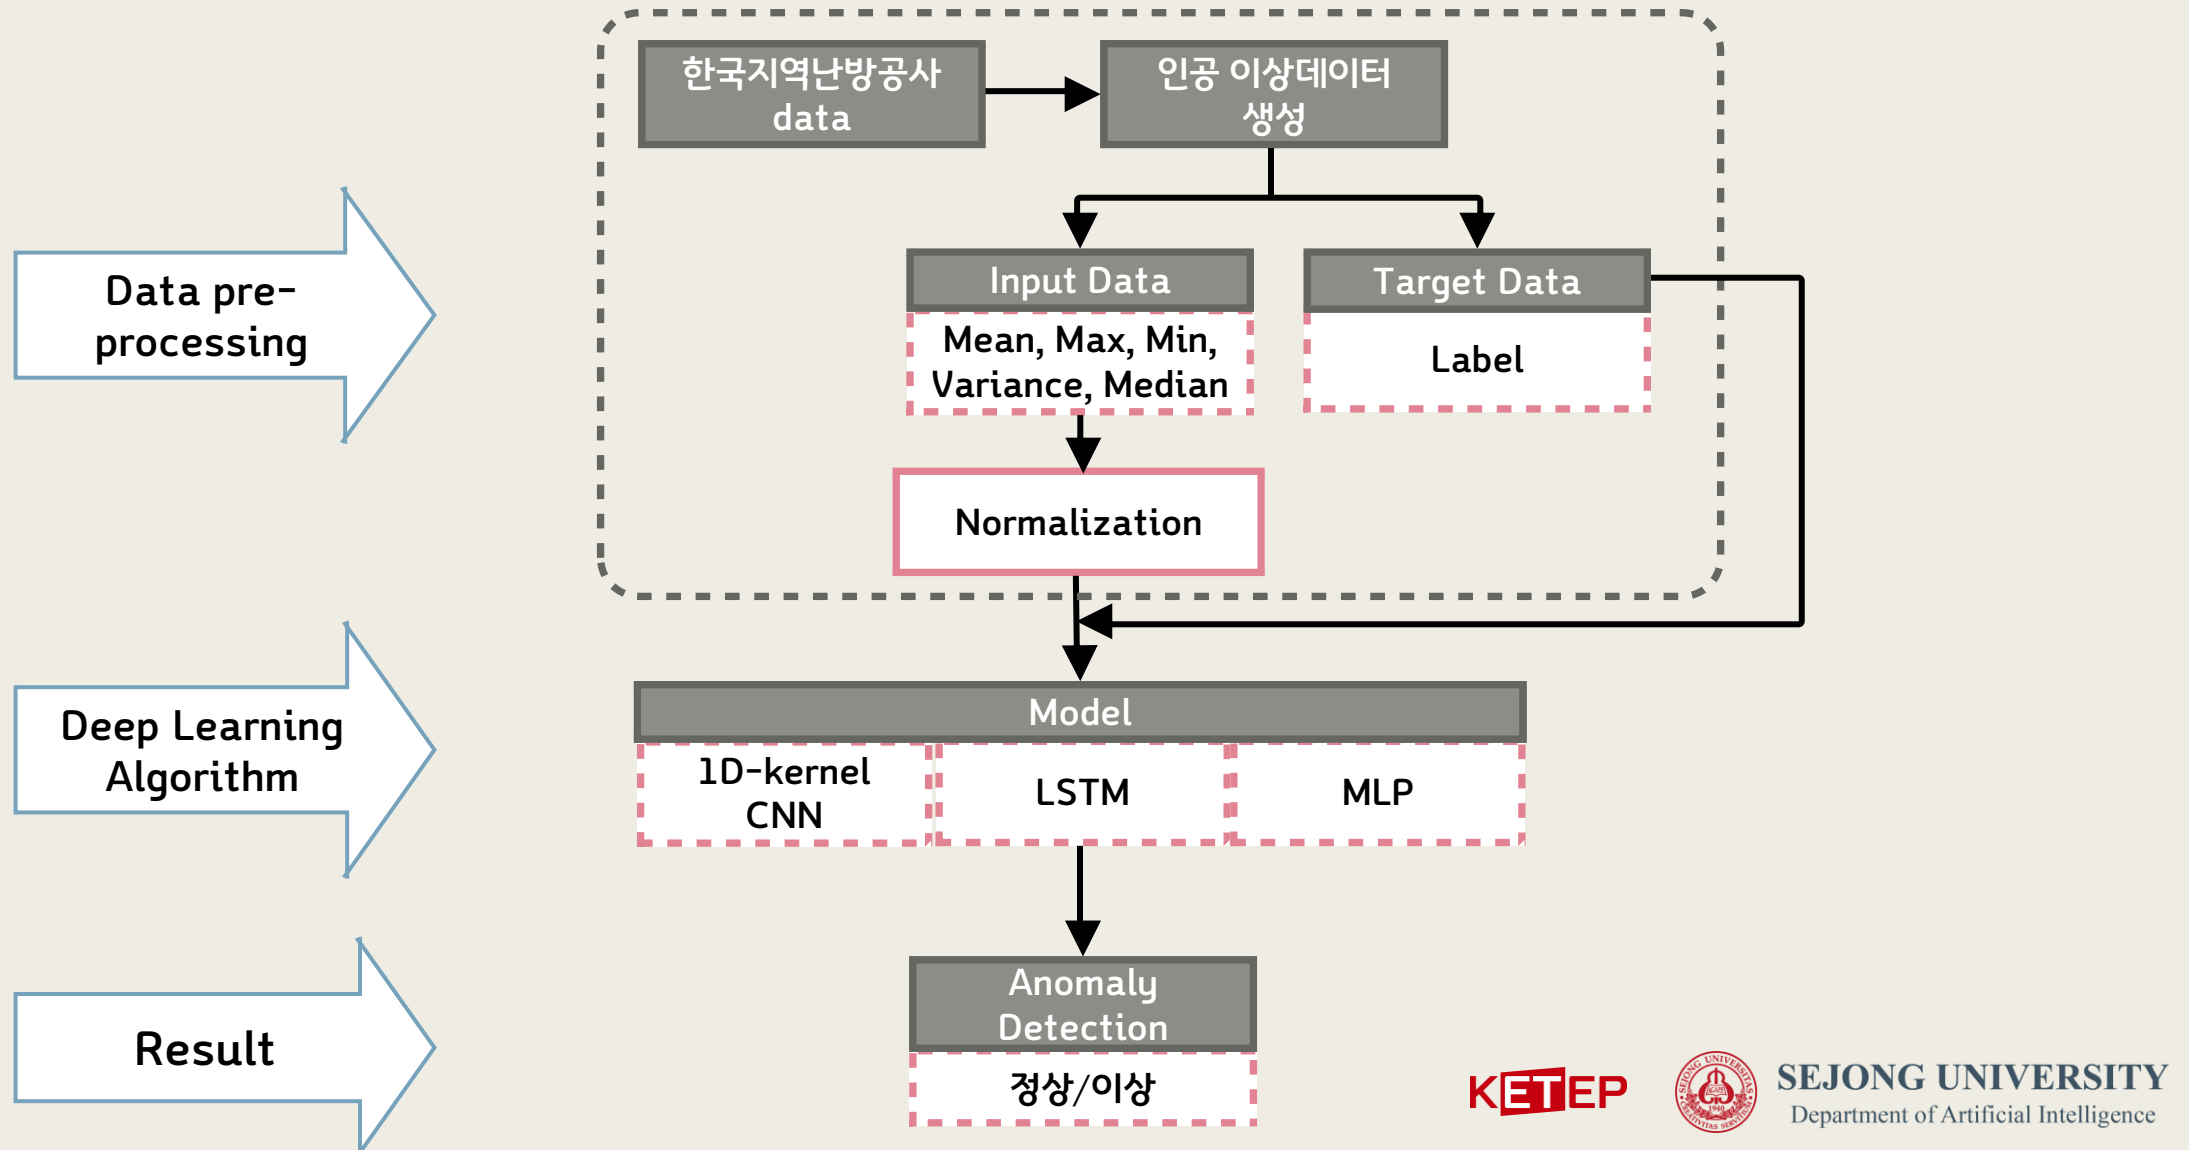 한국지역난방공사
data
인공 이상데이터
생성
Data pre-
processing
Input Data
Mean, Max, Min,
Variance, Median
Target Data
Label
Normalization
Deep Learning
Algorithm
Model
1D-kernel
CNN
LSTM
MLP
Result
Anomaly
Detection
정상/이상
KETEP
SEJONG UNIVERSITY
Department of Artificial Intelligence